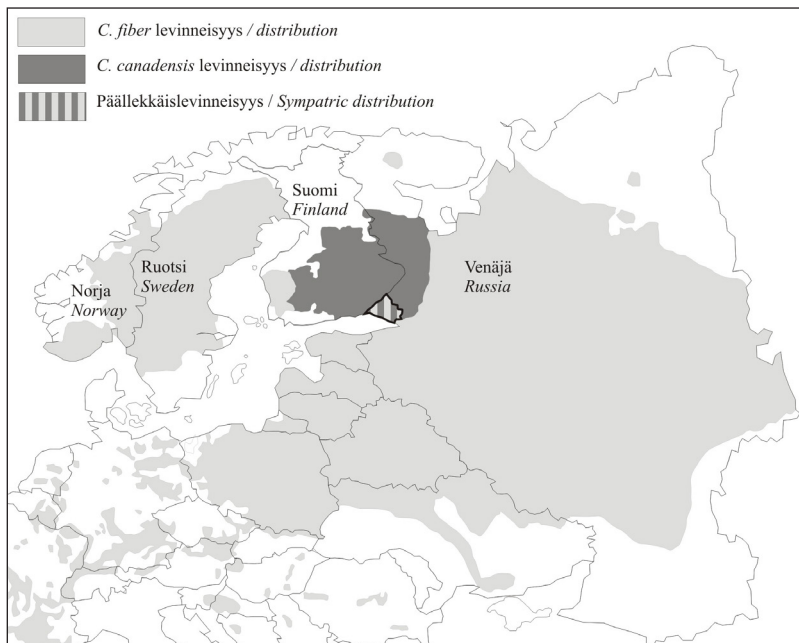 C. fiber levinneisyys / distribution
C. canadensis levinneisyys / distribution
Päällekkäislevinneisyys / Sympatric distribution
Suomi
Finland
Ruotsi
Sweden
Norja
Norway
Venäjä
Russia